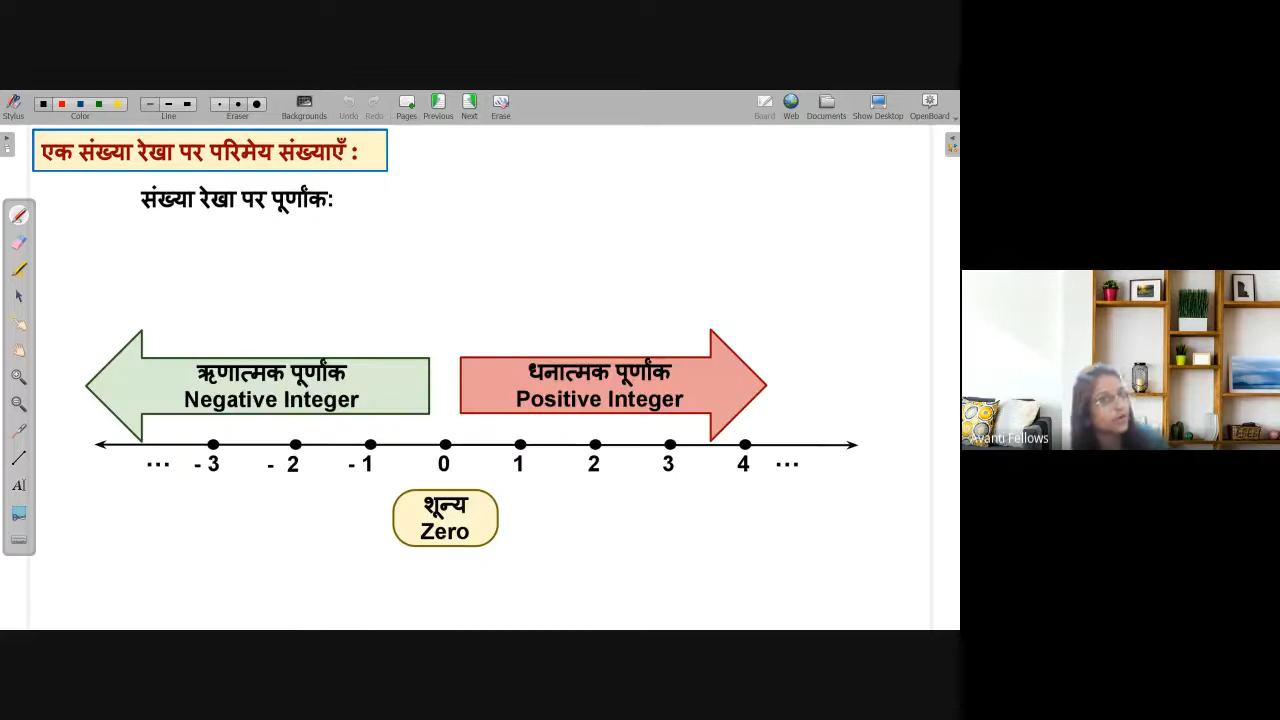 Stylus
Color
Line
Eraser
Backgrounds
Undo
Redo
Pages
Previous
Next
Erase
Board
Web
Documents
Show Desktop
OpenBoard
एक संख्या रेखा पर परिमेय संख्याएँ :
संख्या रेखा पर पूर्णांक:
ऋणात्मक पूर्णांक
Negative Integer
धनात्मक पूर्णांक
Positive Integer
... - 3 - 2 - 1 0 1 2 3 4 ...
शून्य
Zero
Avanti Fellows